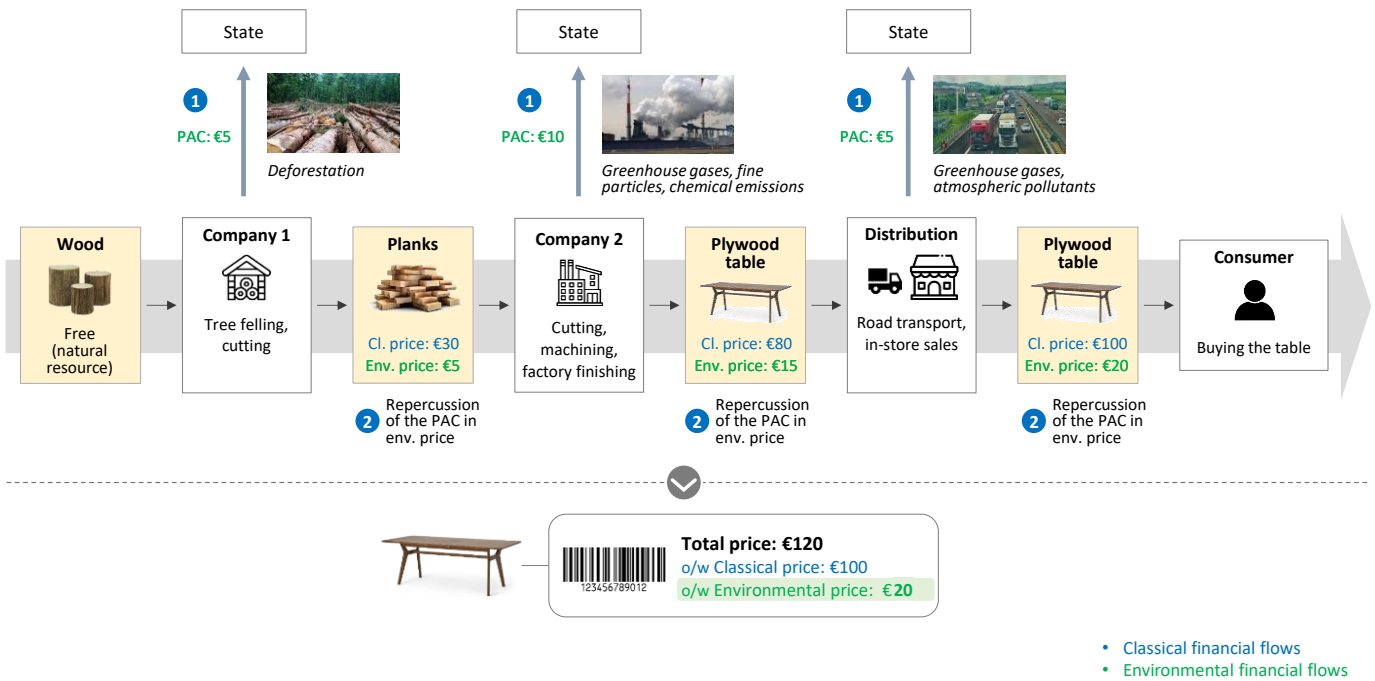 State
State
State
1
PAC: €5
Deforestation
1
PAC: €10
Greenhouse gases, fine
particles, chemical emissions
1
PAC: €5
Greenhouse gases,
atmospheric pollutants
Wood
Free
(natural
resource)
Company 1
Tree felling,
cutting
Planks
Cl. price: €30
Env. price: €5
Company 2
Cutting,
machining,
factory finishing
Plywood
table
Cl. price: €80
Env. price: €15
Distribution
Road transport,
in-store sales
Plywood
table
Cl. price: €100
Env. price: €20
Consumer
Buying the table
2
Repercussion
of the PAC in
env. price
2
Repercussion
of the PAC in
env. price
2
Repercussion
of the PAC in
env. price
123456789012
Total price: €120
o/w Classical price: €100
o/w Environmental price: €20
• Classical financial flows
• Environmental financial flows